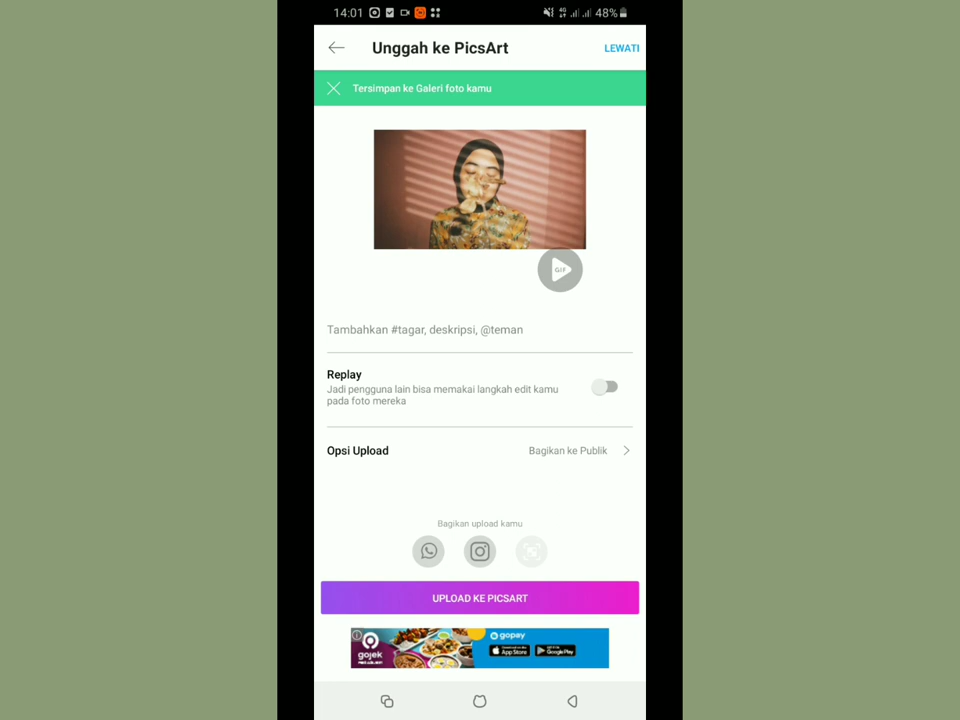 14:01
4G
48%
Unggah ke PicsArt
LEWATI
Tersimpan ke Galeri foto kamu
GIF
Tambahkan #tagar, deskripsi, @teman
Replay
Jadi pengguna lain bisa memakai langkah edit kamu
pada foto mereka
Opsi Upload
Bagikan ke Publik
Bagikan upload kamu
UPLOAD KE PICSART
gojek
gopay
App Store
Google Play